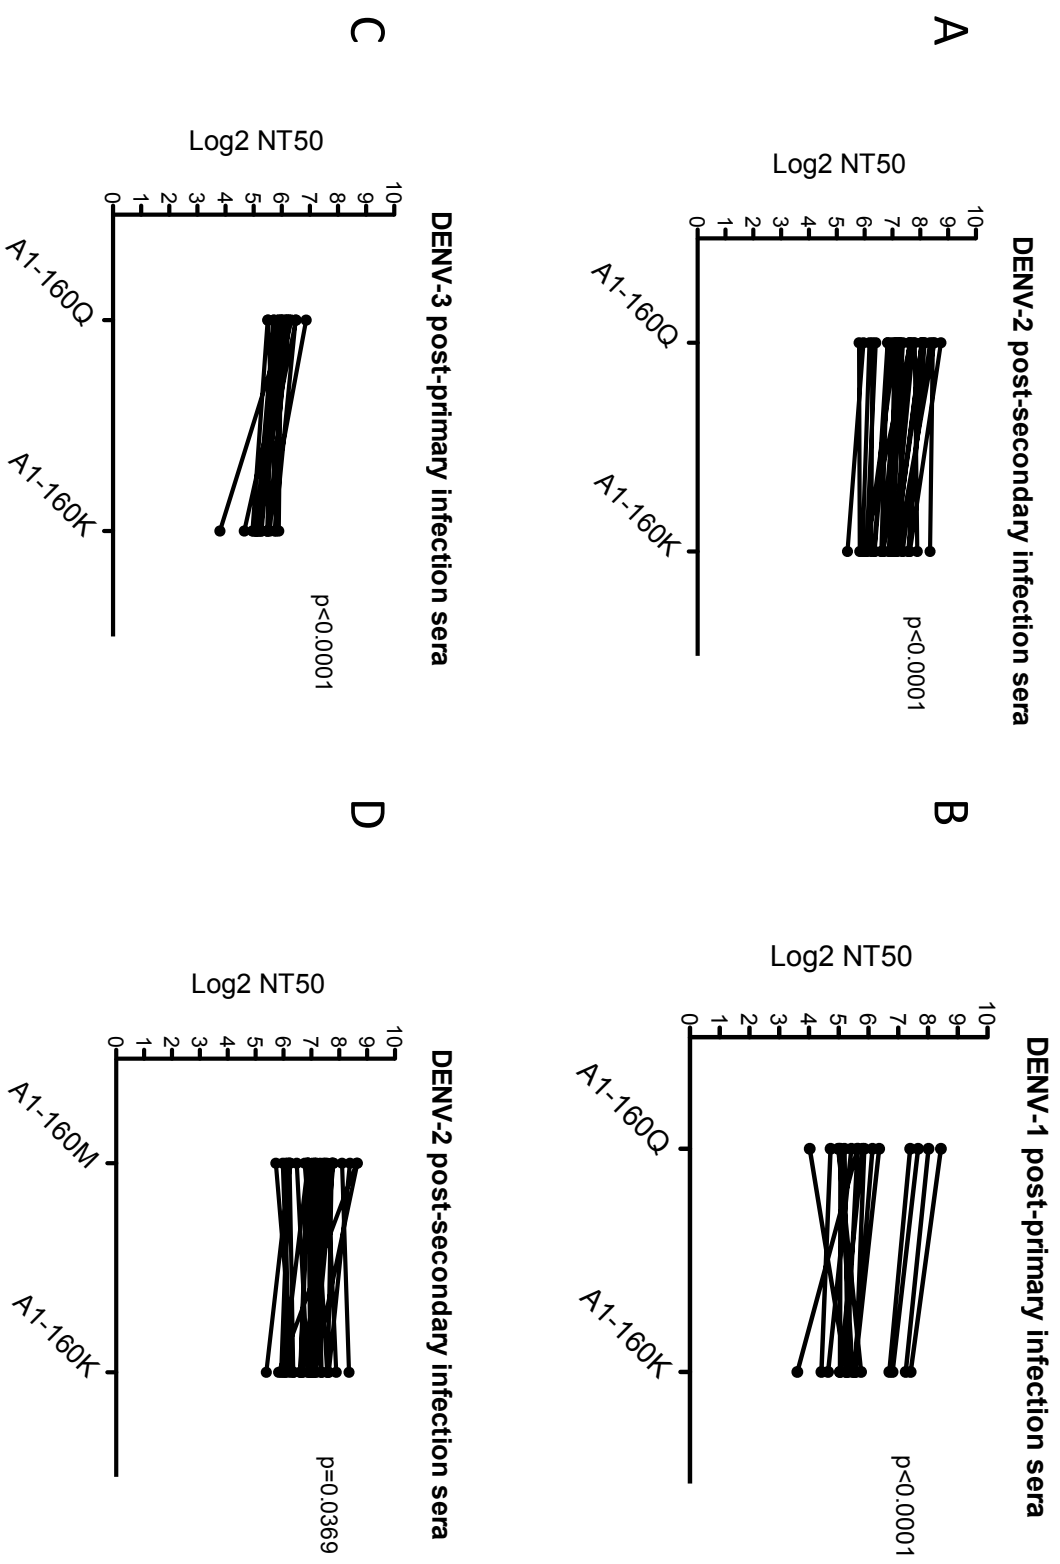 A
DENV-2 post-secondary infection sera
Log2 NT50
10
9
8
7
6
5
4
3
2
1
0
A1-160Q
A1-160K
p<0.0001
B
DENV-1 post-primary infection sera
Log2 NT50
10
9
8
7
6
5
4
3
2
1
0
A1-160Q
A1-160K
p<0.0001
C
DENV-3 post-primary infection sera
Log2 NT50
10
9
8
7
6
5
4
3
2
1
0
A1-160Q
A1-160K
p<0.0001
D
DENV-2 post-secondary infection sera
Log2 NT50
10
9
8
7
6
5
4
3
2
1
0
A1-160M
A1-160K
p=0.0369